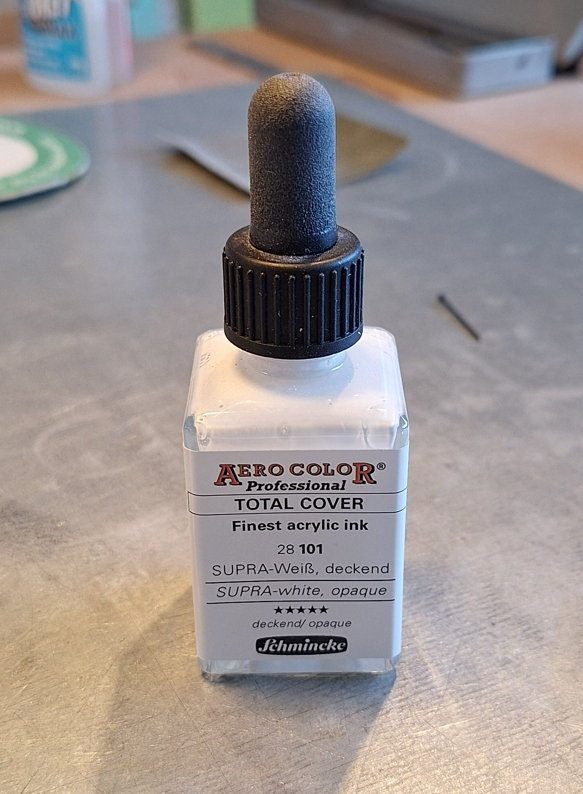 AERO COLOR®
Professional
TOTAL COVER
Finest acrylic ink
28 101
SUPRA-Weiß, deckend
SUPRA-white, opaque
★★★★★
deckend/ opaque
Schmincke